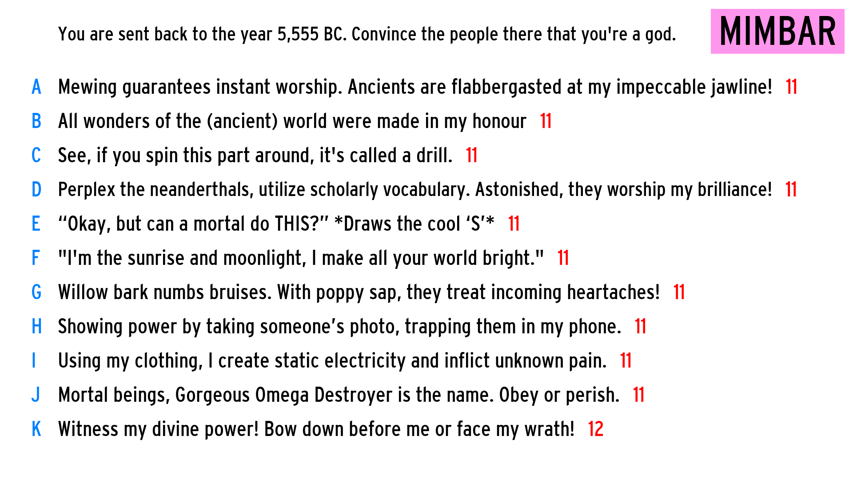 You are sent back to the year 5,555 BC. Convince the people there that you're a god.
MIMBAR
A Mewing guarantees instant worship. Ancients are flabbergasted at my impeccable jawline! 11
B All wonders of the (ancient) world were made in my honour 11
C See, if you spin this part around, it's called a drill. 11
D Perplex the neanderthals, utilize scholarly vocabulary. Astonished, they worship my brilliance! 11
E “Okay, but can a mortal do THIS?” *Draws the cool ‘S’* 11
F "I'm the sunrise and moonlight, I make all your world bright." 11
G Willow bark numbs bruises. With poppy sap, they treat incoming heartaches! 11
H Showing power by taking someone’s photo, trapping them in my phone. 11
I Using my clothing, I create static electricity and inflict unknown pain. 11
J Mortal beings, Gorgeous Omega Destroyer is the name. Obey or perish. 11
K Witness my divine power! Bow down before me or face my wrath! 12